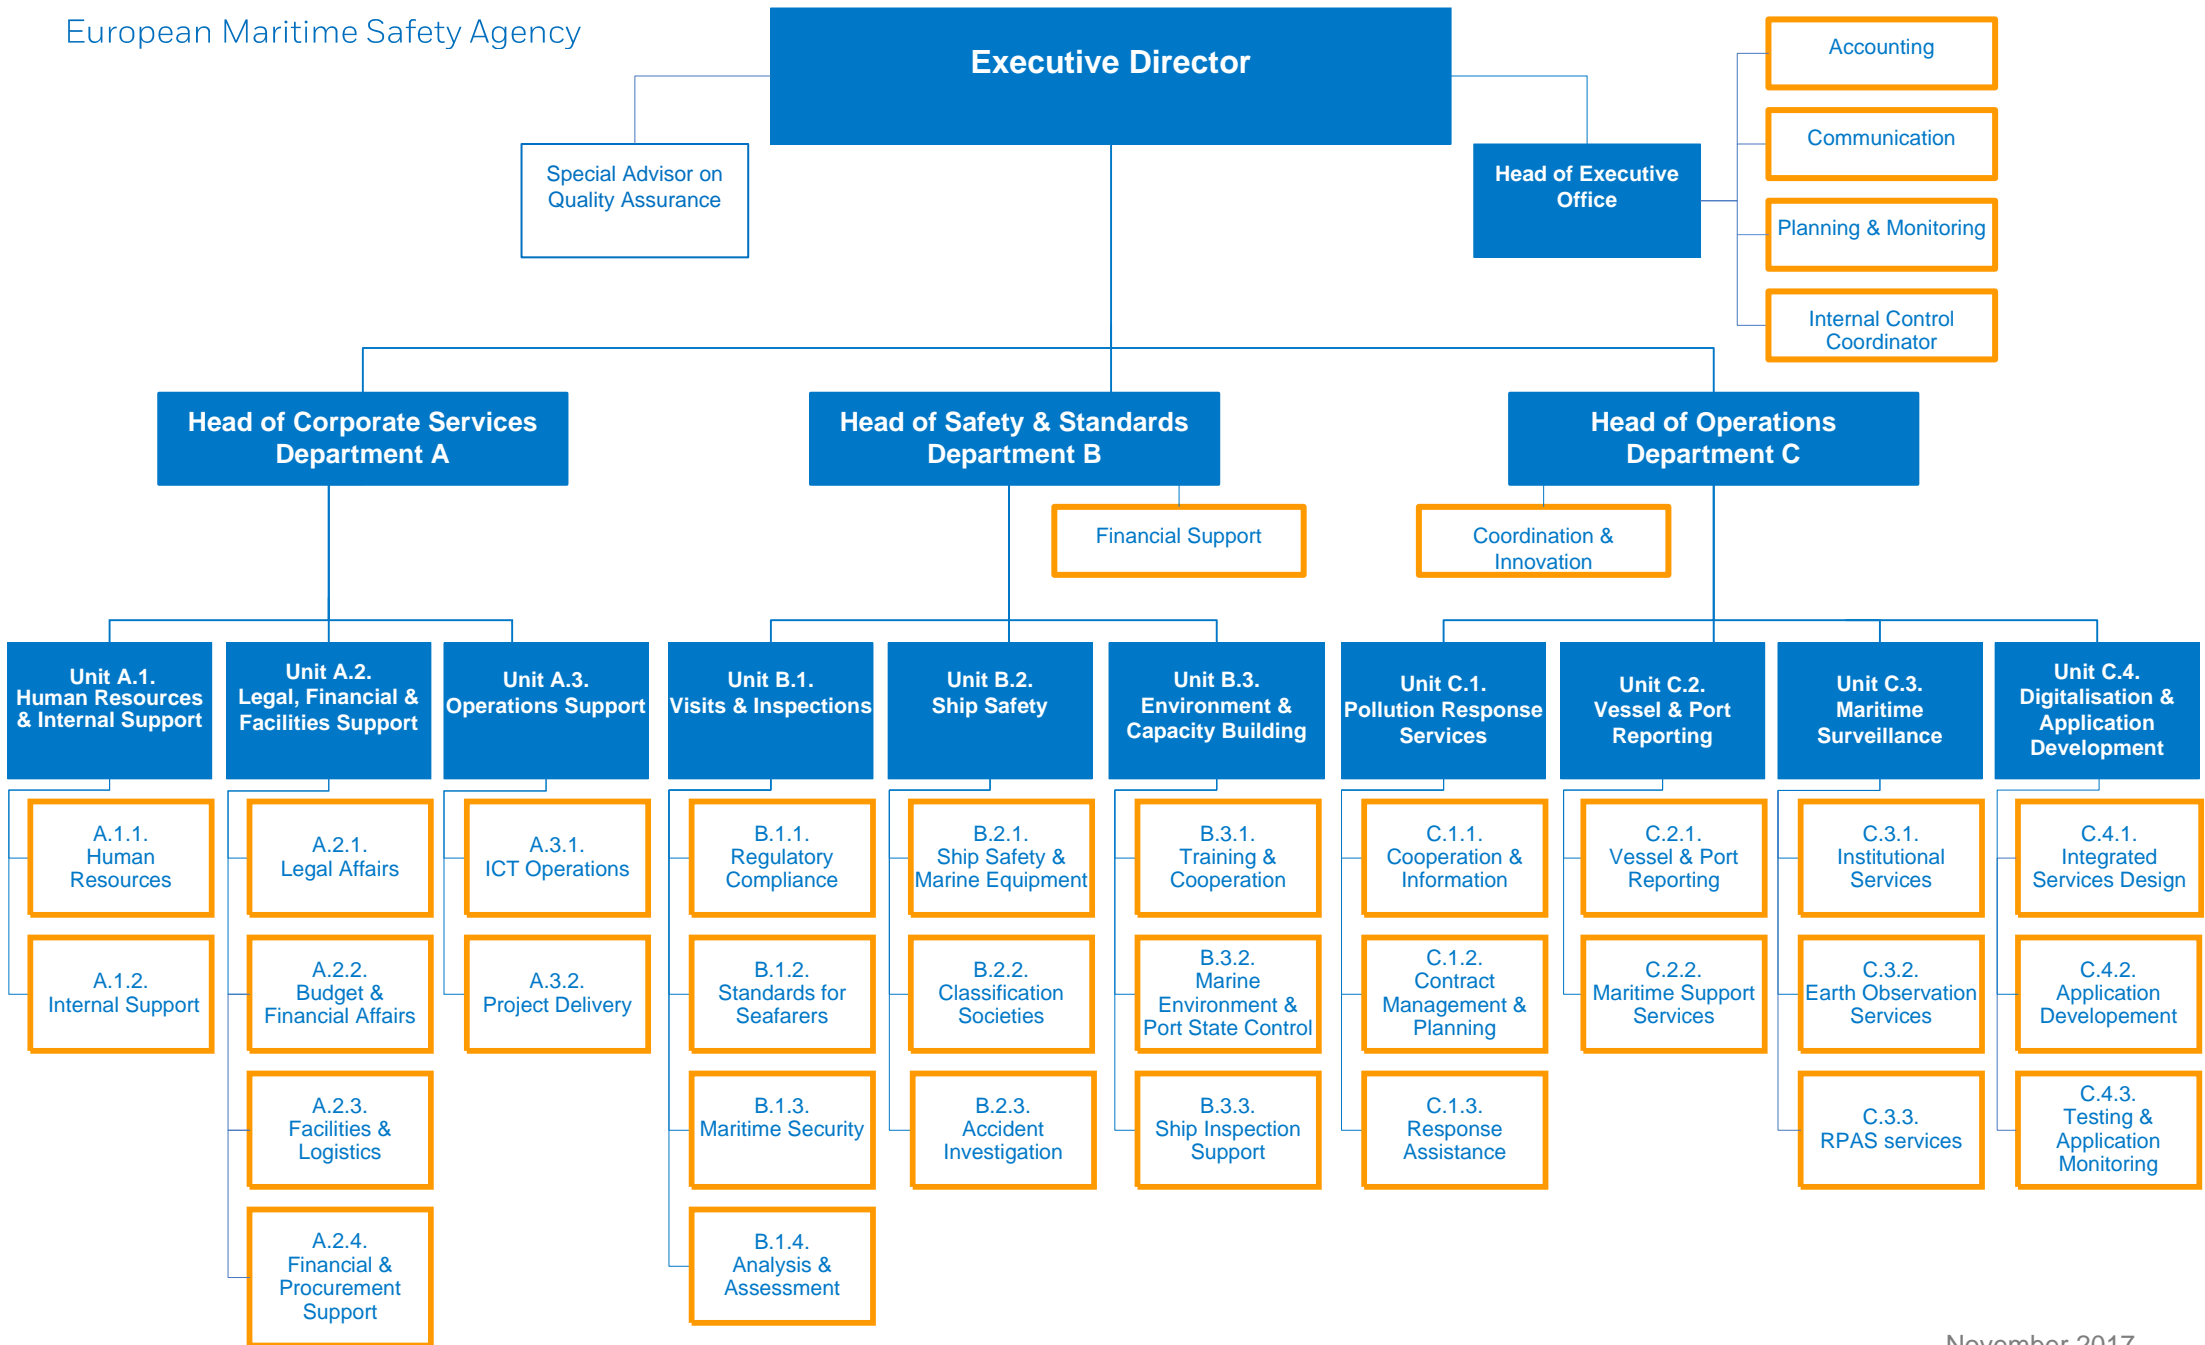 European Maritime Safety Agency
Executive Director
Accounting
Communication
Special Advisor on
Quality Assurance
Head of Executive
Office
Planning & Monitoring
Internal Control
Coordinator
Head of Corporate Services
Department A
Head of Safety & Standards
Department B
Head of Operations
Department C
Financial Support
Coordination &
Innovation
Unit A.1.
Human Resources
& Internal Support
Unit A.2.
Legal, Financial &
Facilities Support
Unit A.3.
Operations Support
Unit B.1.
Visits & Inspections
Unit B.2.
Ship Safety
Unit B.3.
Environment &
Capacity Building
Unit C.1.
Pollution Response
Services
Unit C.2.
Vessel & Port
Reporting
Unit C.3.
Maritime
Surveillance
Unit C.4.
Digitalisation &
Application
Development
A.1.1.
Human
Resources
A.2.1.
Legal Affairs
A.3.1.
ICT Operations
B.1.1.
Regulatory
Compliance
B.2.1.
Ship Safety &
Marine Equipment
B.3.1.
Training &
Cooperation
C.1.1.
Cooperation &
Information
C.2.1.
Vessel & Port
Reporting
C.3.1.
Institutional
Services
C.4.1.
Integrated
Services Design
A.1.2.
Internal Support
A.2.2.
Budget &
Financial Affairs
A.3.2.
Project Delivery
B.1.2.
Standards for
Seafarers
B.2.2.
Classification
Societies
B.3.2.
Marine
Environment &
Port State Control
C.1.2.
Contract
Management &
Planning
C.2.2.
Maritime Support
Services
C.3.2.
Earth Observation
Services
C.4.2.
Application
Developement
A.2.3.
Facilities &
Logistics
B.1.3.
Maritime Security
B.2.3.
Accident
Investigation
B.3.3.
Ship Inspection
Support
C.1.3.
Response
Assistance
C.3.3.
RPAS services
C.4.3.
Testing &
Application
Monitoring
A.2.4.
Financial &
Procurement
Support
B.1.4.
Analysis &
Assessment
November 2017